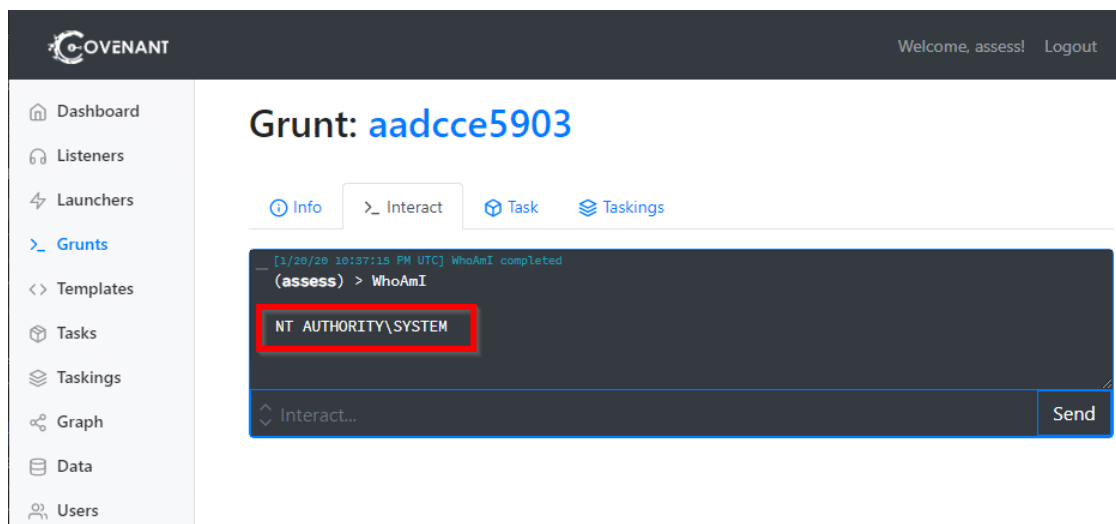 COVENANT
Welcome, assess! Logout
Dashboard
Listeners
Launchers
Grunts
Templates
Tasks
Taskings
Graph
Data
Users
Grunt: aadcce5903
Info >_ Interact Task Taskings
[1/20/20 10:37:15 PM UTC] WhoAmI completed
(assess) > WhoAmI
NT AUTHORITY\SYSTEM
Interact... Send